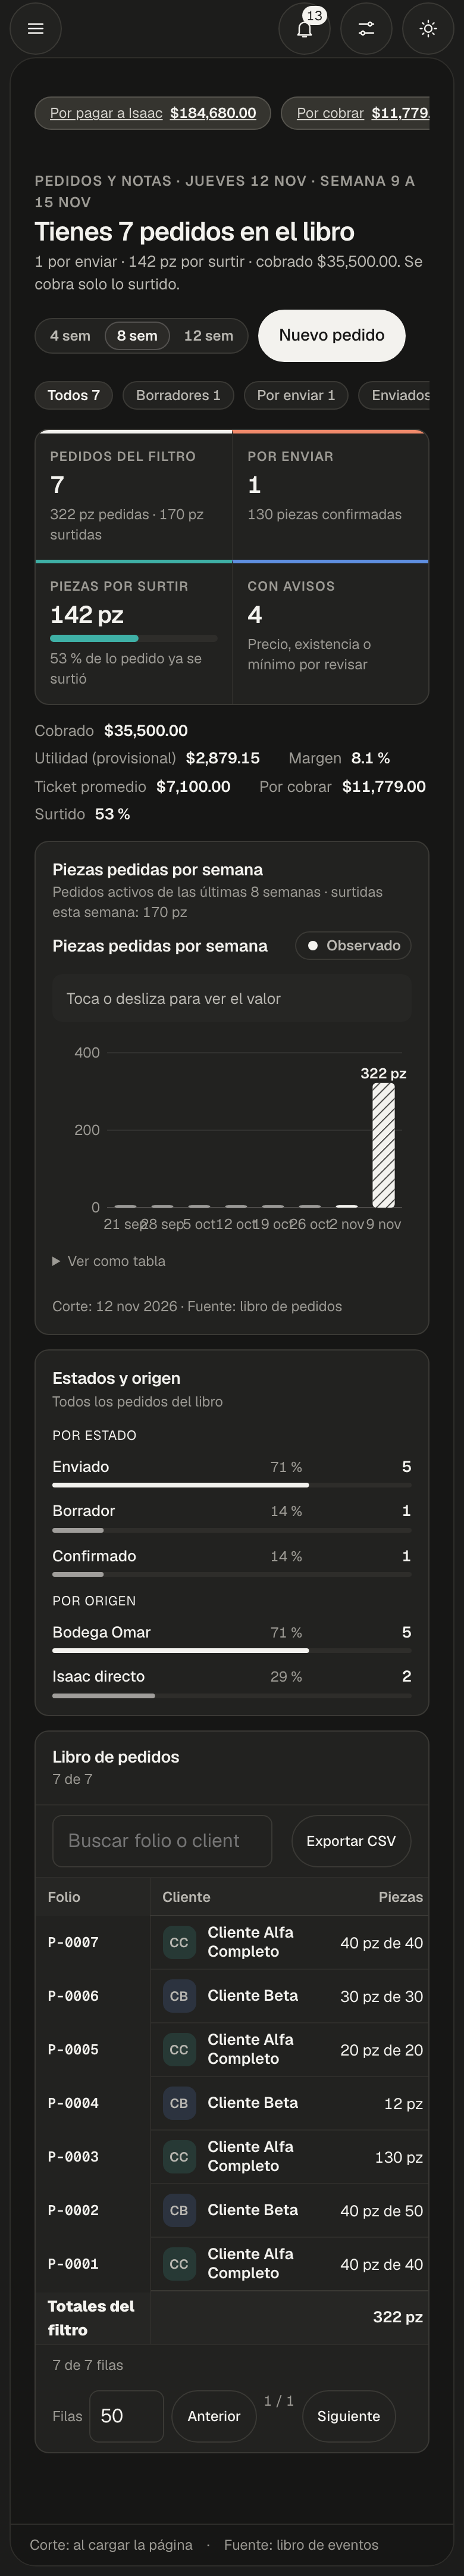 13
Por pagar a Isaac $184,680.00 Por cobrar $11,779.
PEDIDOS Y NOTAS · JUEVES 12 NOV · SEMANA 9 A
15 NOV
Tienes 7 pedidos en el libro
1 por enviar · 142 pz por surtir · cobrado $35,500.00. Se
cobra solo lo surtido.
4 sem 8 sem 12 sem Nuevo pedido
Todos 7 Borradores 1 Por enviar 1 Enviados
PEDIDOS DEL FILTRO
7
322 pz pedidas · 170 pz
surtidas
POR ENVIAR
1
130 piezas confirmadas
PIEZAS POR SURTIR
142 pz
53 % de lo pedido ya se
surtió
CON AVISOS
4
Precio, existencia o
mínimo por revisar
Cobrado $35,500.00
Utilidad (provisional) $2,879.15 Margen 8.1 %
Ticket promedio $7,100.00 Por cobrar $11,779.00
Surtido 53 %
Piezas pedidas por semana
Pedidos activos de las últimas 8 semanas · surtidas
esta semana: 170 pz
Piezas pedidas por semana Observado
Toca o desliza para ver el valor
400
322 pz
200
0
21 sep 28 sep 5 oct 12 oct 19 oct 26 oct 2 nov 9 nov
Ver como tabla
Corte: 12 nov 2026 · Fuente: libro de pedidos
Estados y origen
Todos los pedidos del libro
POR ESTADO
Enviado 71 % 5
Borrador 14 % 1
Confirmado 14 % 1
POR ORIGEN
Bodega Omar 71 % 5
Isaac directo 29 % 2
Libro de pedidos
7 de 7
Buscar folio o client Exportar CSV
Folio Cliente Piezas
P-0007 CC Cliente Alfa Completo 40 pz de 40
P-0006 CB Cliente Beta 30 pz de 30
P-0005 CC Cliente Alfa Completo 20 pz de 20
P-0004 CB Cliente Beta 12 pz
P-0003 CC Cliente Alfa Completo 130 pz
P-0002 CB Cliente Beta 40 pz de 50
P-0001 CC Cliente Alfa Completo 40 pz de 40
Totales del filtro 322 pz
7 de 7 filas
Filas 50 Anterior 1 / 1 Siguiente
Corte: al cargar la página · Fuente: libro de eventos